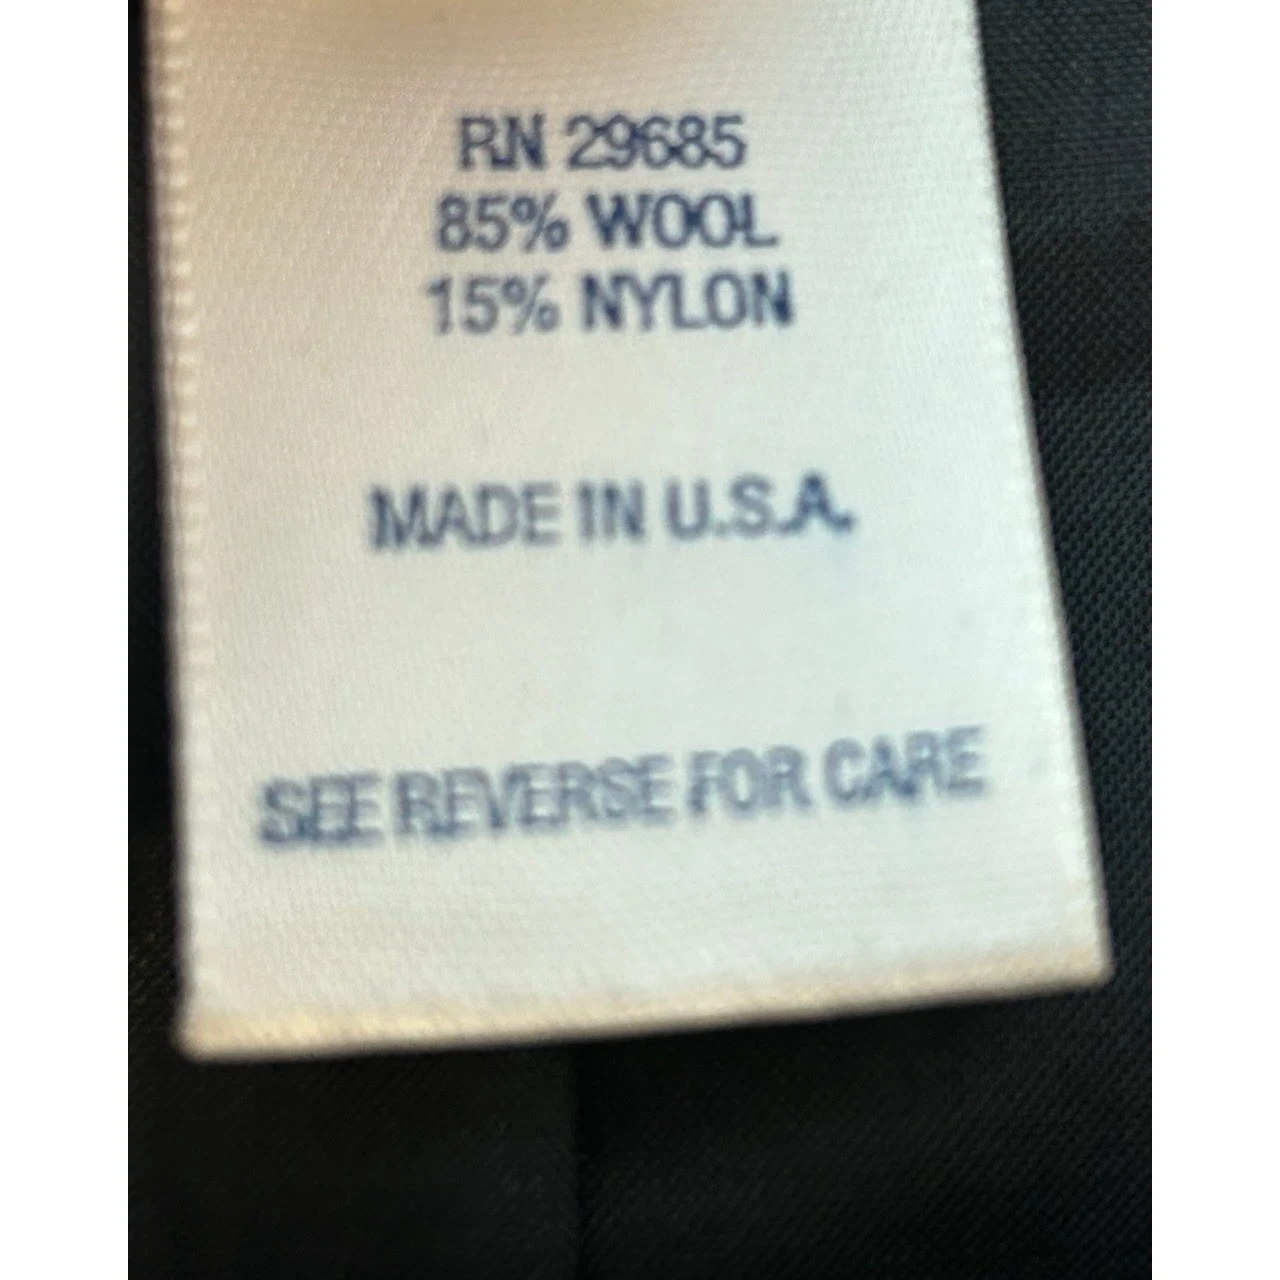 RN 29685
85% WOOL
15% NYLON
MADE IN U.S.A.
SEE REVERSE FOR CARE